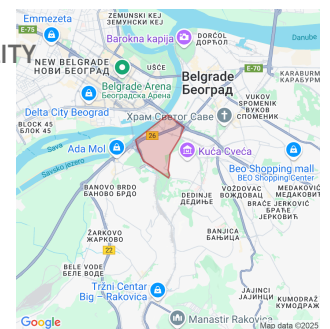 Emmezeta
ZEMUNSKI KEJ
ЗЕМУНСКИ КЕЈ
E-75
E-70
Barokna kapija
DORĆOL
ДОРЋОЛ
Danube
ITY
NEW BELGRADE
НОВИ БЕОГРАД
UŠĆE
УШЋЕ
Belgrade Arena
Београдска Арена
Belgrade
Београд
KARABURM
КАРАБУРМ
Delta City Beograd
VUKOV
SPOMENIK
ВУКОВ
СПОМЕНИК
BLOCK 45
БЛОК 45
Храм Светог Саве
26
Sava
Ada Mol
Kuća Cveća
Savsko jezero
Beo Shopping mall
BEO Shopping Center
BANOVO BRDO
БАНОВО БРДО
DEDINJE
ДЕДИЊЕ
VOŽDOVAC
ВОЖДОВАЦ
MEDAKOVIĆ
МЕДАКОВИЋ
BRAĆE JERKOVIĆ
БРАЋЕ
ЈЕРКОВИЋ
ŽARKOVO
ЖАРКОВО
BANJICA
БАЊИЦА
22
BELE VODE
БЕЛЕ ВОДЕ
Tržni Centar
Big – Rakovica
JAJINCI
ЈАЈИНЦИ
KUMODRAŽ
КУМОДРАЖ
Manastir Rakovica
Google
Map data ©2025